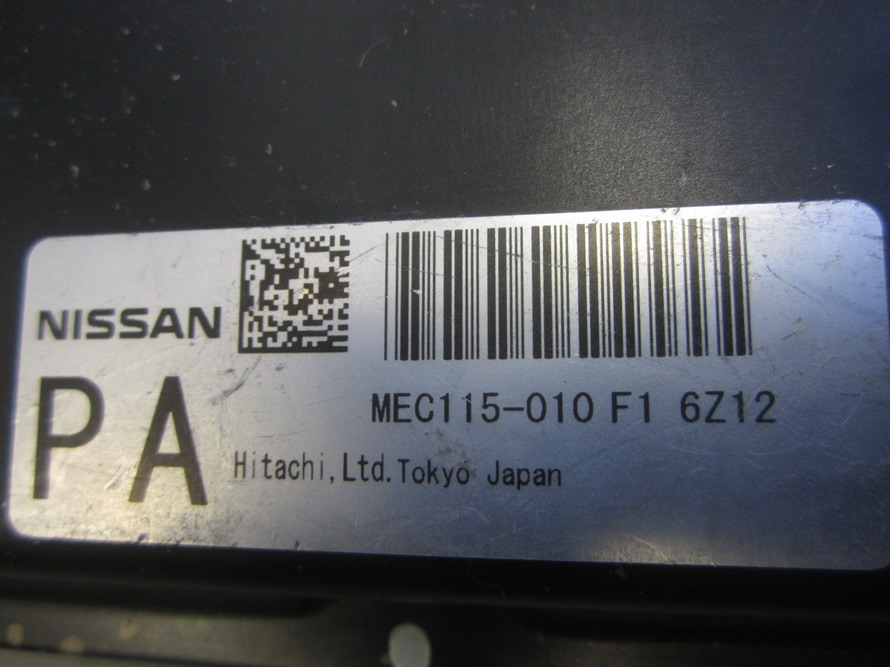 NISSAN
PA
MEC115-010 F1 6Z12
Hitachi,Ltd.Tokyo Japan